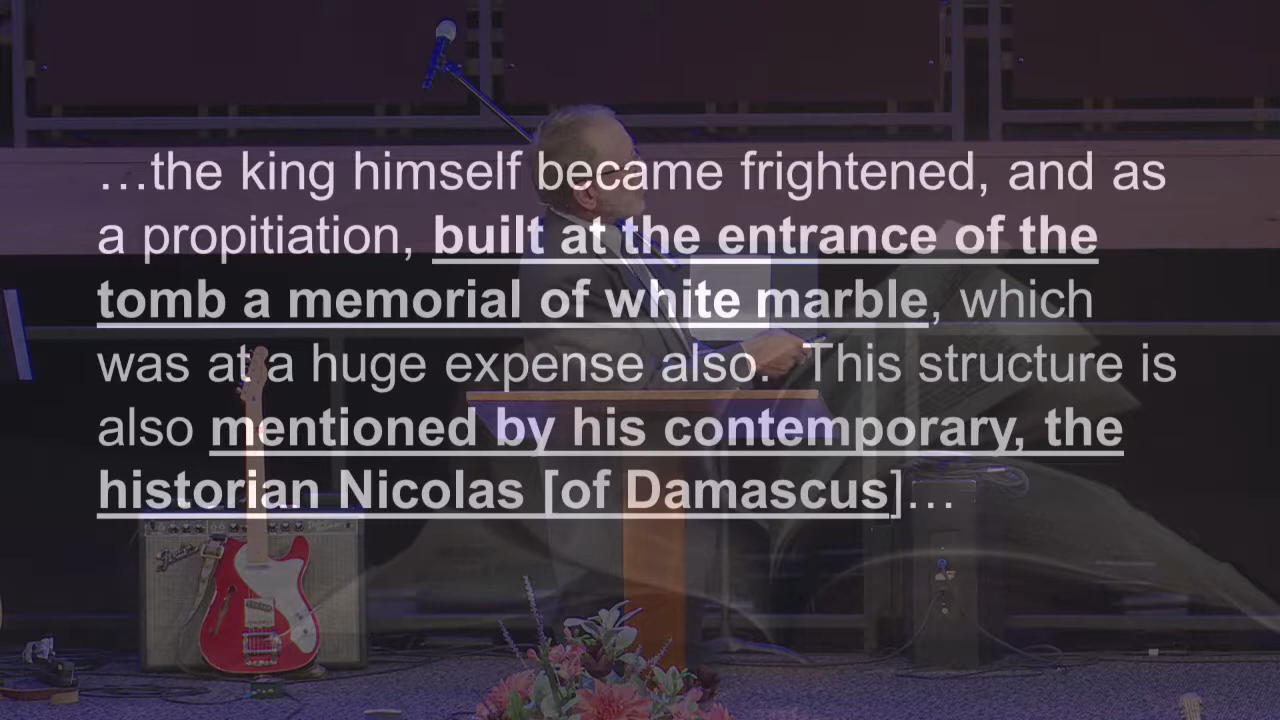 …the king himself became frightened, and as
a propitiation, built at the entrance of the
tomb a memorial of white marble, which
was at a huge expense also. This structure is
also mentioned by his contemporary, the
historian Nicolas [of Damascus]…
Fender